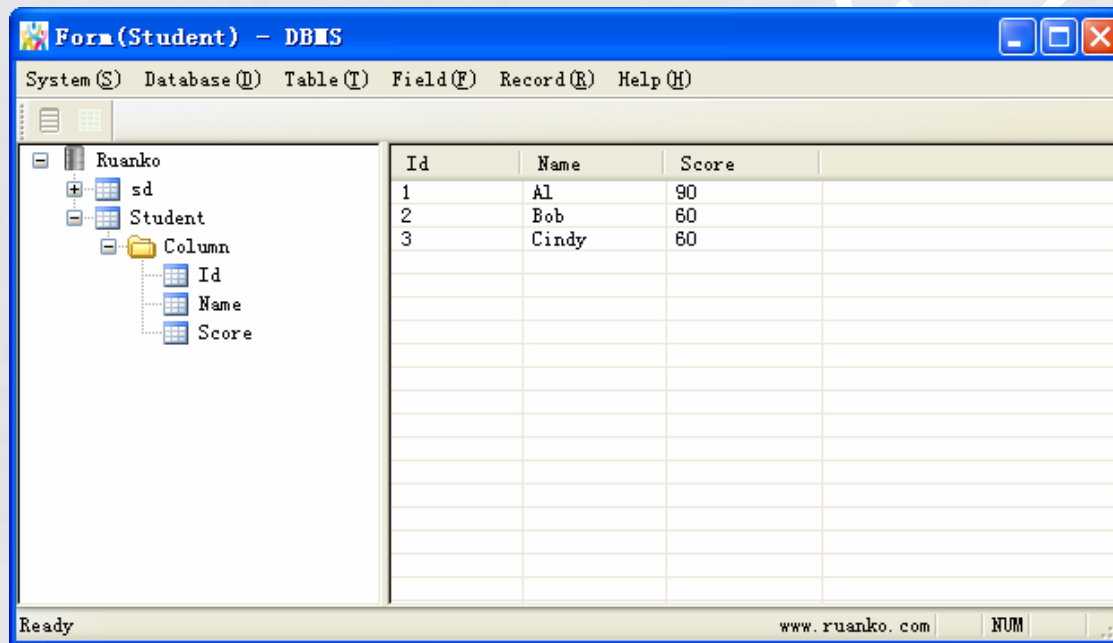 Form(Student) - DBMS
System(S) Database(D) Table(T) Field(F) Record(R) Help(H)
Ruanko
sd
Student
Column
Id
Name
Score
Id Name Score
1 Al 90
2 Bob 60
3 Cindy 60
Ready www.ruanko.com NUM